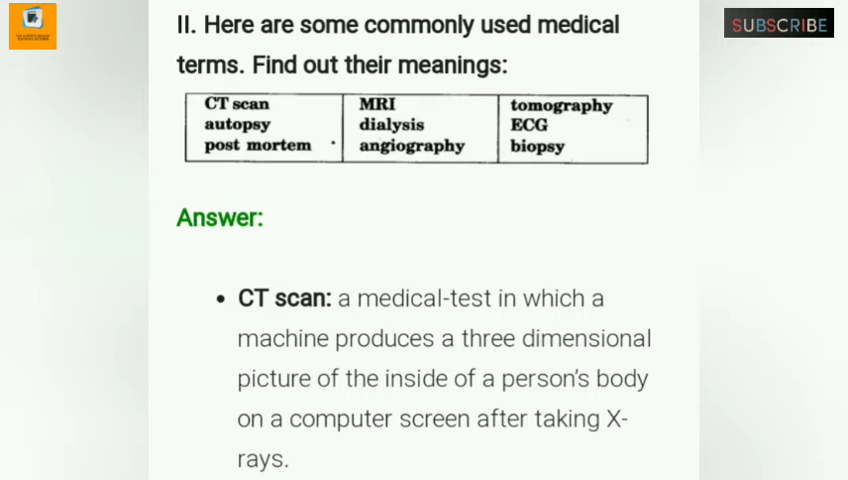 II. Here are some commonly used medical
SUBSCRIBE
terms. Find out their meanings:
CT scan MRI tomography
autopsy dialysis ECG
post mortem angiography biopsy
Answer:
• CT scan: a medical-test in which a
machine produces a three dimensional
picture of the inside of a person's body
on a computer screen after taking X-
rays.